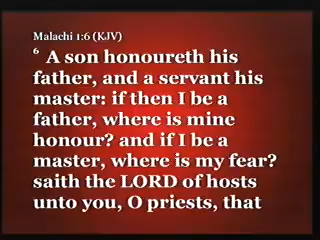 Malachi 1:6 (KJV)
6 A son honoureth his
father, and a servant his
master: if then I be a
father, where is mine
honour? and if I be a
master, where is my fear?
saith the LORD of hosts
unto you, O priests, that